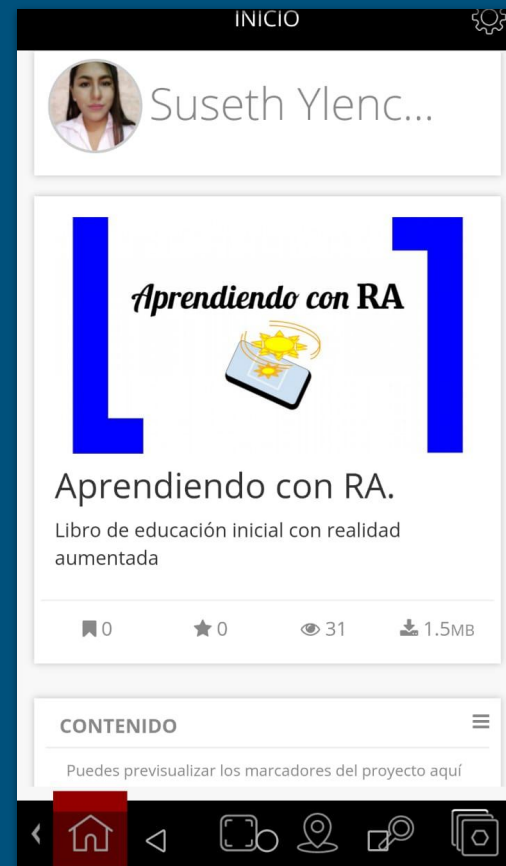 INICIO
Suseth Ylenc...
Aprendiendo con RA
Aprendiendo con RA.
Libro de educación inicial con realidad
aumentada
0 0 31 1.5MB
CONTENIDO
Puedes previsualizar los marcadores del proyecto aquí